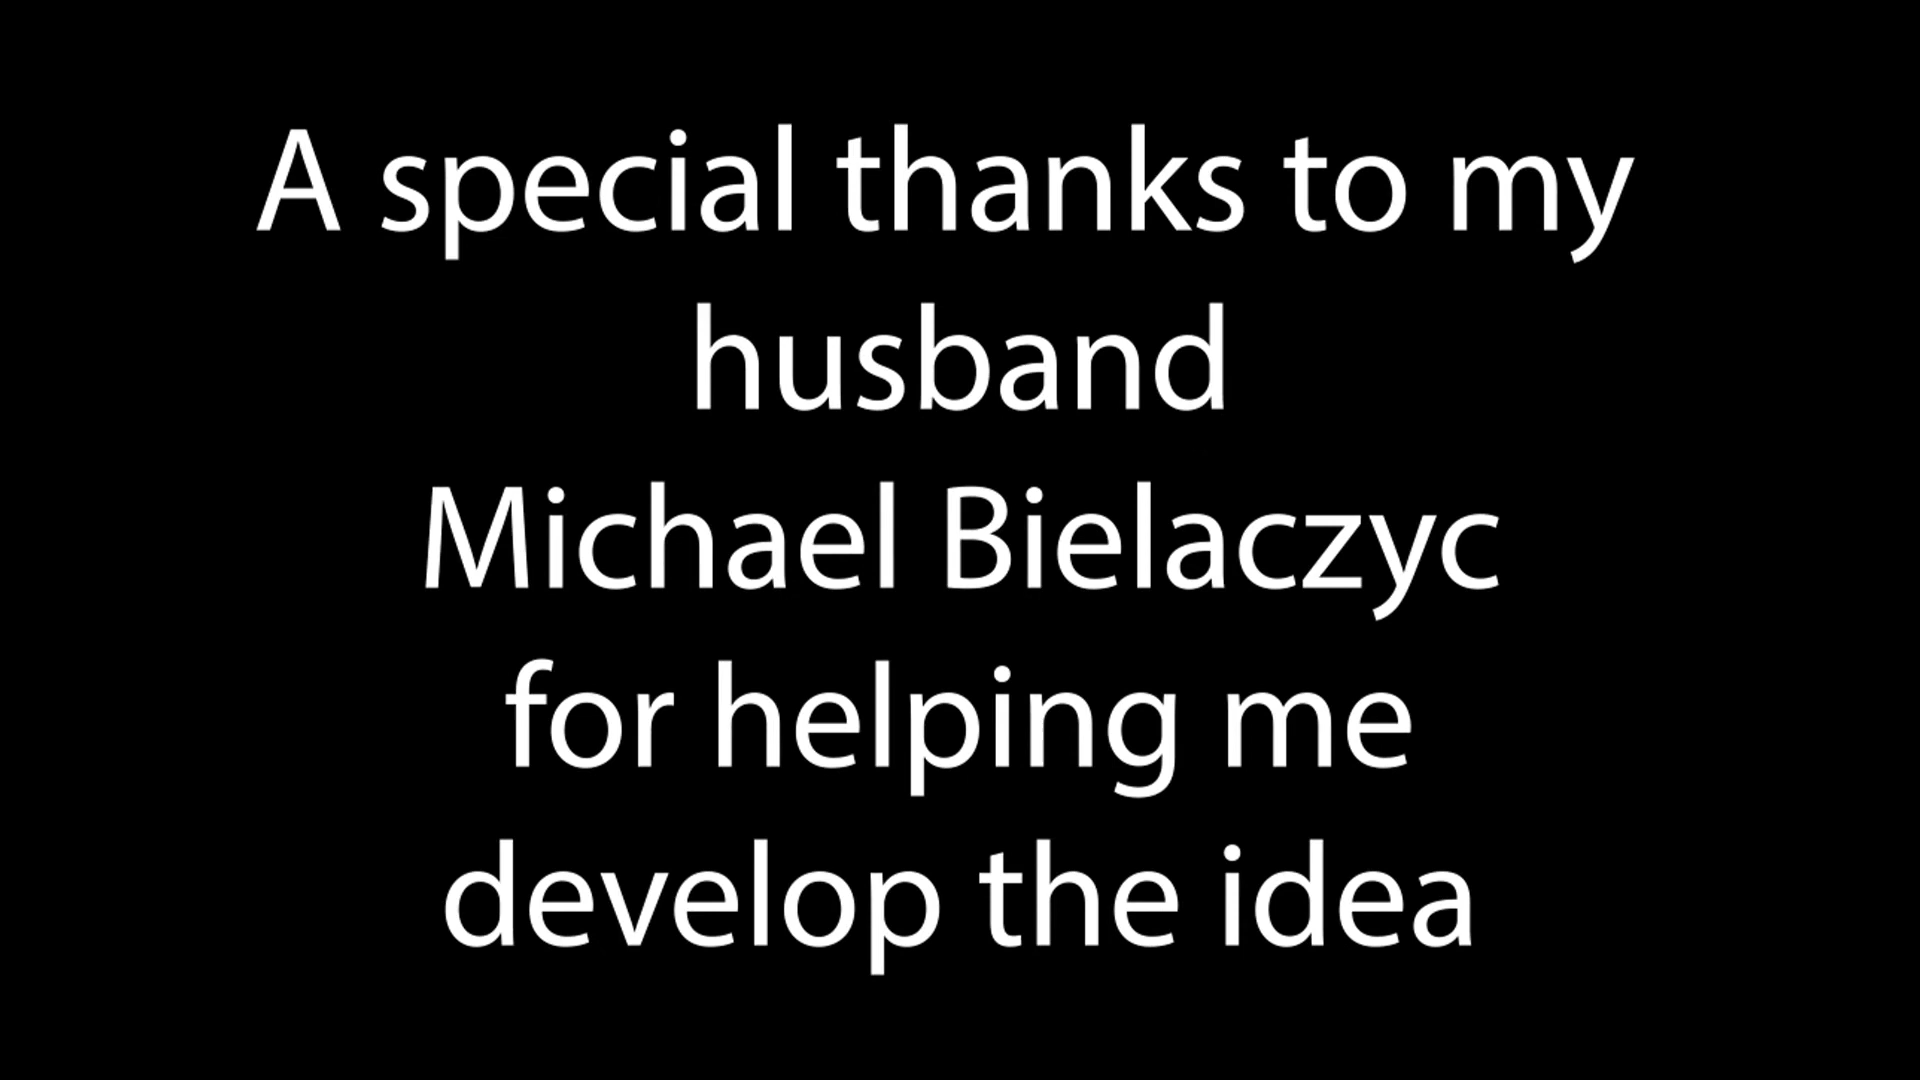 A special thanks to my
husband
Michael Bielaczyc
for helping me
develop the idea